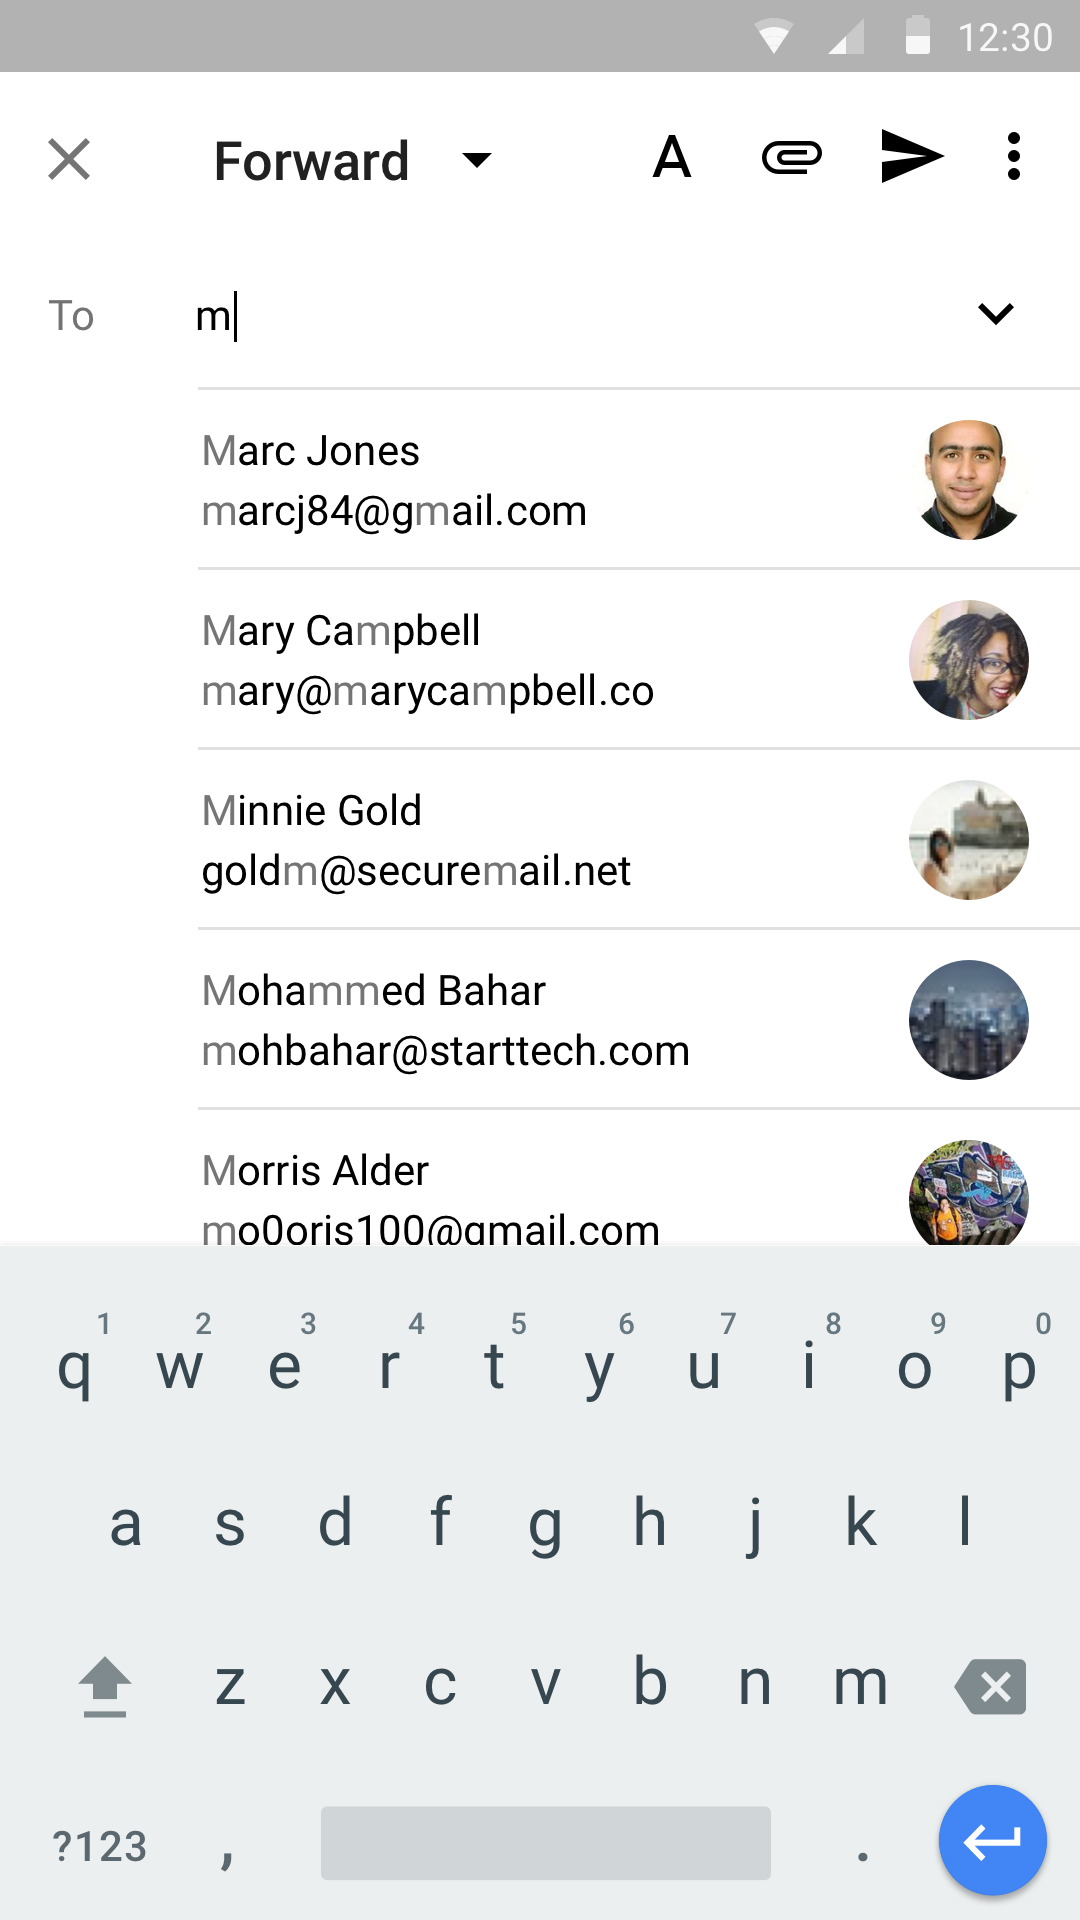 12:30
Forward
To m
Marc Jones
marcj84@gmail.com
Mary Campbell
mary@marycampbell.co
Minnie Gold
goldm@securemail.net
Mohammed Bahar
mohbahar@starttech.com
Morris Alder
mo0oris100@gmail.com
1 2 3 4 5 6 7 8 9 0
q w e r t y u i o p
a s d f g h j k l
z x c v b n m
?123 , .